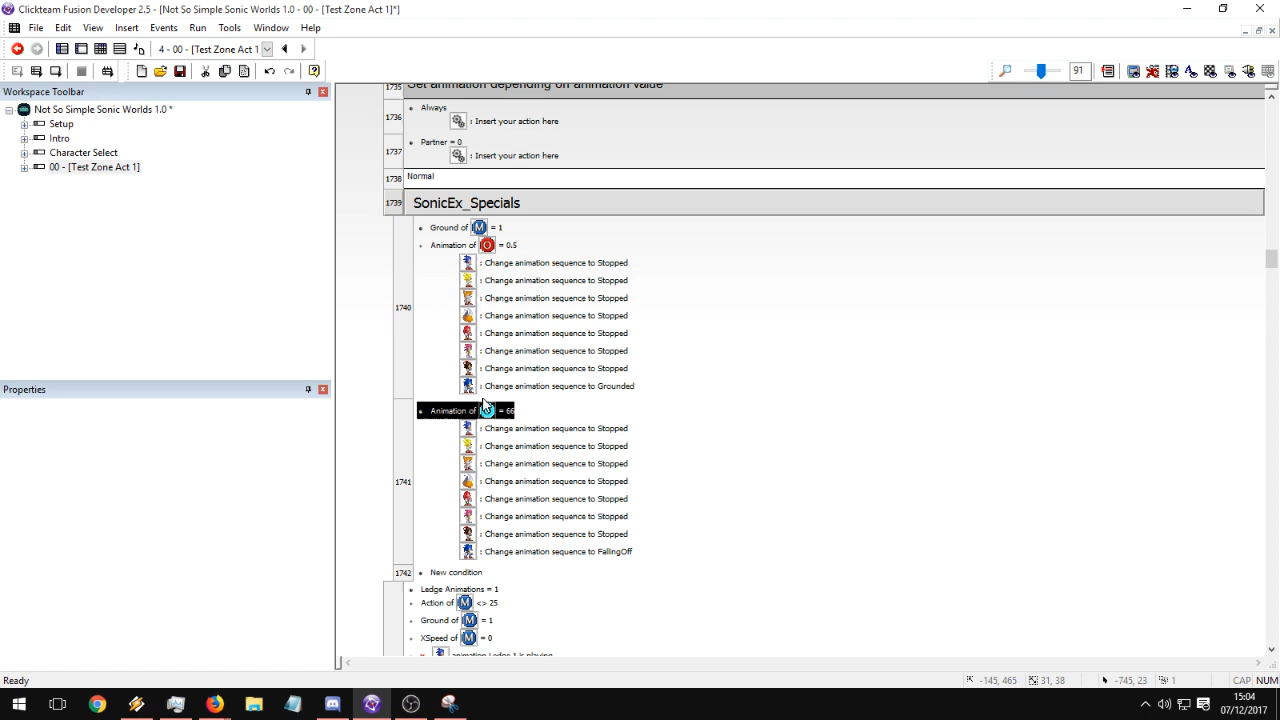 Clickteam Fusion Developer 2.5 - [Not So Simple Sonic Worlds 1.0 - 00 - [Test Zone Act 1]*]
File Edit View Insert Events Run Tools Window Help
4 - 00 - [Test Zone Act 1
91
Workspace Toolbar
Not So Simple Sonic Worlds 1.0 *
Setup
Intro
Character Select
00 - [Test Zone Act 1]
Properties
1735 Set animation depending on animation value
Always
1736 : Insert your action here
Partner = 0
1737 : Insert your action here
1738 Normal
1739 SonicEx_Specials
Ground of M = 1
Animation of O = 0.5
: Change animation sequence to Stopped
: Change animation sequence to Stopped
: Change animation sequence to Stopped
1740 : Change animation sequence to Stopped
: Change animation sequence to Stopped
: Change animation sequence to Stopped
: Change animation sequence to Stopped
: Change animation sequence to Grounded
Animation of = 66
: Change animation sequence to Stopped
: Change animation sequence to Stopped
: Change animation sequence to Stopped
1741 : Change animation sequence to Stopped
: Change animation sequence to Stopped
: Change animation sequence to Stopped
: Change animation sequence to Stopped
: Change animation sequence to FallingOff
1742 New condition
Ledge Animations = 1
Action of M <> 25
Ground of M = 1
XSpeed of M = 0
animation Ledge 1 is playing
Ready -145, 465 31, 38 -745, 23 1 CAP NUM
15:04
07/12/2017